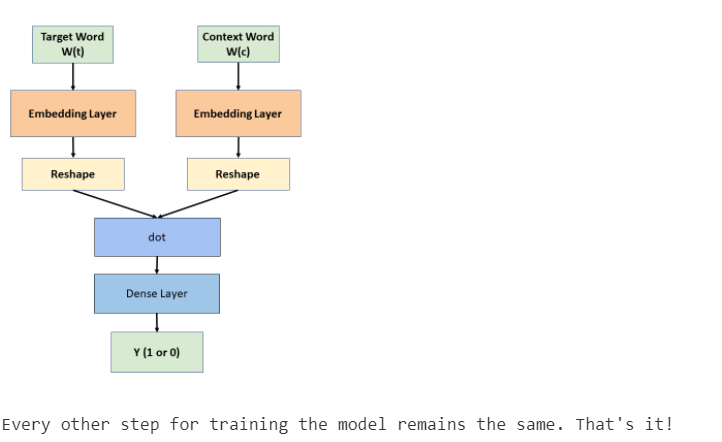 Target Word
W(t)
Context Word
W(c)
Embedding Layer
Embedding Layer
Reshape
Reshape
dot
Dense Layer
Y (1 or 0)
Every other step for training the model remains the same. That's it!